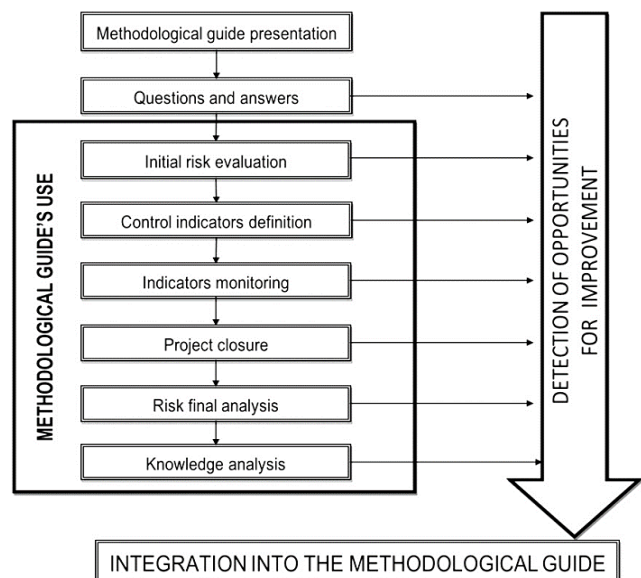 Methodological guide presentation
Questions and answers
METHODOLOGICAL GUIDE'S USE
Initial risk evaluation
Control indicators definition
Indicators monitoring
Project closure
Risk final analysis
Knowledge analysis
DETECTION OF OPPORTUNITIES
FOR IMPROVEMENT
INTEGRATION INTO THE METHODOLOGICAL GUIDE